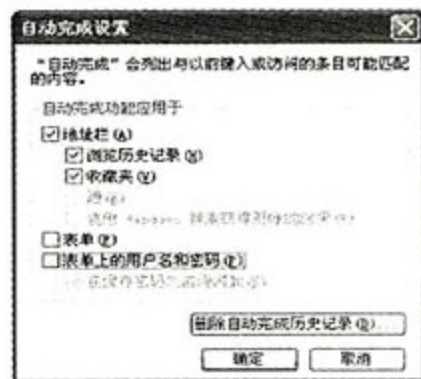 自动完成设置
“自动完成”会列出与以前键入或访问的条目可能匹配
的内容。
自动完成功能应用于
地址栏(A)
浏览历史记录(H)
收藏夹(V)
表单(F)
表单上的用户名和密码(U)
删除自动完成历史记录(D)...
确定
取消